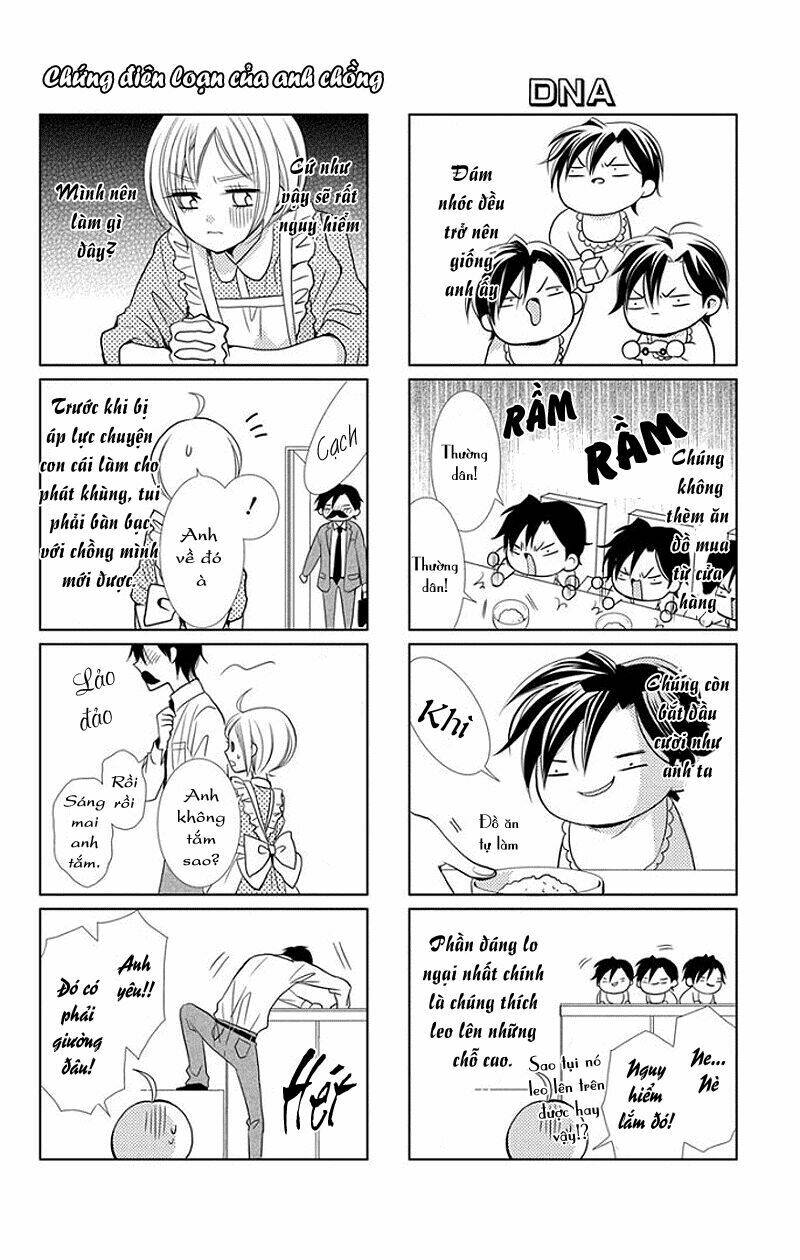 DNA
Đám
nhóc đều
trở nên
giống
anh ấy
RẦM
RẦM
Thường
dân!
Thường
dân!
Chúng
không
thèm ăn
đồ mua
từ cửa
hàng
Chúng còn
bắt đầu
cười như
anh ta
Khì
Đồ ăn
tự làm
Phần đáng lo
ngại nhất chính
là chúng thích
leo lên những
chỗ cao.
Ne...
Nè
Nguy
hiểm
lắm đó!
Sao tụi nó
leo lên trên
được hay
vậy!?
Chứng điên loạn của anh chồng
Cứ như
vậy sẽ rất
nguy hiểm
Mình nên
làm gì
đây?
Cạch
Trước khi bị
áp lực chuyện
con cái làm cho
phát khùng, tui
phải bàn bạc
với chồng mình
mới được.
!
Anh
về đó
à
Lảo
đảo
Anh
không
tắm
sao?
Rồi
rồi
Sáng
mai
anh
tắm.
Anh
yêu!!
Đó có
phải
giường
đâu!
Hét